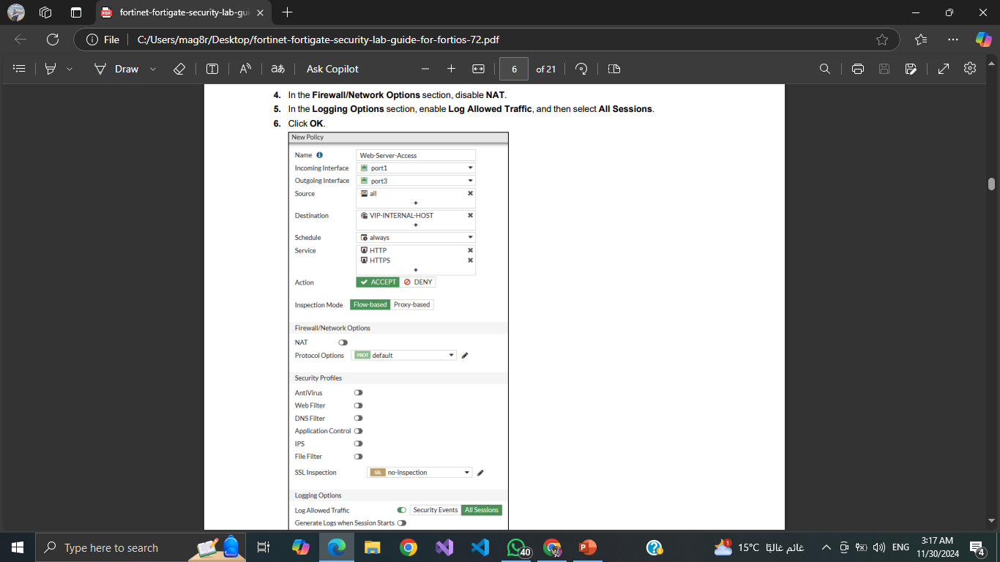 fortinet-fortigate-security-lab-gui
File
C:/Users/mag8r/Desktop/fortinet-fortigate-security-lab-guide-for-fortios-72.pdf
Draw
aあ
Ask Copilot
6 of 21
4. In the Firewall/Network Options section, disable NAT.
5. In the Logging Options section, enable Log Allowed Traffic, and then select All Sessions.
6. Click OK.
New Policy
Name Web-Server-Access
Incoming Interface port1
Outgoing Interface port3
Source all
Destination VIP-INTERNAL-HOST
Schedule always
Service HTTP
HTTPS
Action ACCEPT DENY
Inspection Mode Flow-based Proxy-based
Firewall/Network Options
NAT
Protocol Options PROT default
Security Profiles
AntiVirus
Web Filter
DNS Filter
Application Control
IPS
File Filter
SSL Inspection SSL no-inspection
Logging Options
Log Allowed Traffic Security Events All Sessions
Generate Logs when Session Starts
Type here to search
40
1
15°C غائم غالبًا
ENG
3:17 AM
11/30/2024
4